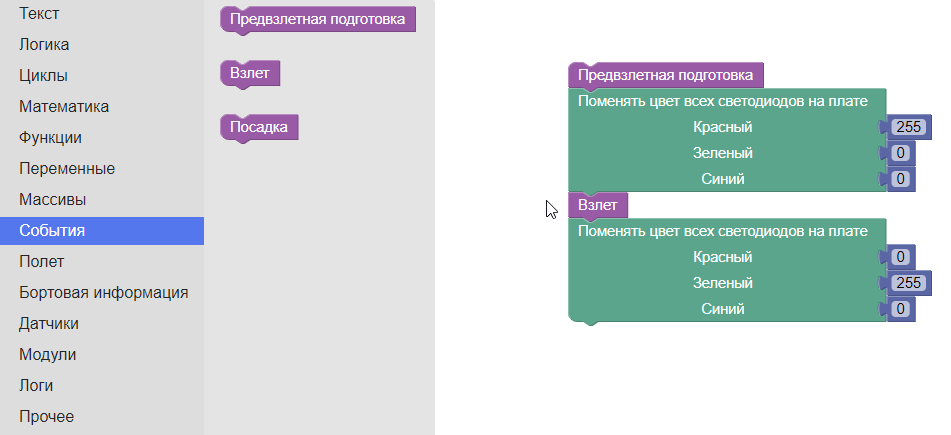 Текст
Логика
Циклы
Математика
Функции
Переменные
Массивы
События
Полет
Бортовая информация
Датчики
Модули
Логи
Прочее
Предвзлетная подготовка
Взлет
Посадка
Предвзлетная подготовка
Поменять цвет всех светодиодов на плате
Красный 255
Зеленый 0
Синий 0
Взлет
Поменять цвет всех светодиодов на плате
Красный 0
Зеленый 255
Синий 0